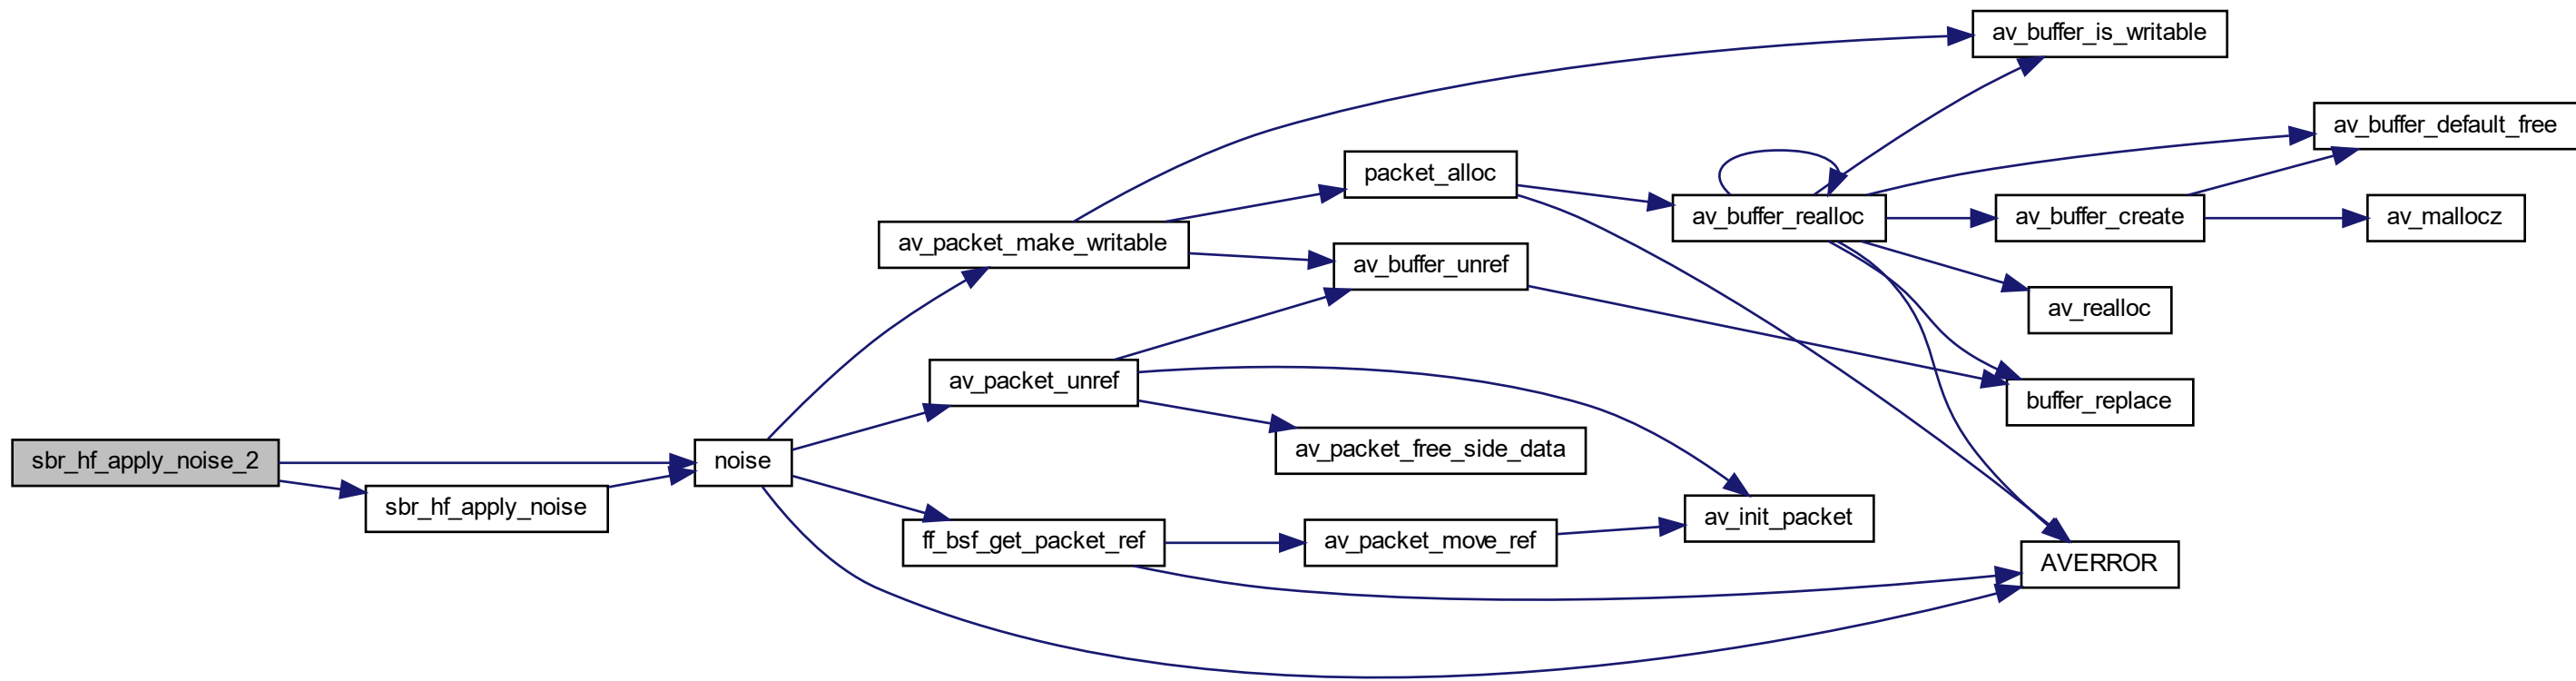 av_buffer_is_writable
av_buffer_default_free
packet_alloc
av_buffer_realloc
av_buffer_create
av_mallocz
av_packet_make_writable
av_buffer_unref
av_realloc
av_packet_unref
buffer_replace
av_packet_free_side_data
sbr_hf_apply_noise_2
noise
sbr_hf_apply_noise
av_init_packet
ff_bsf_get_packet_ref
av_packet_move_ref
AVERROR